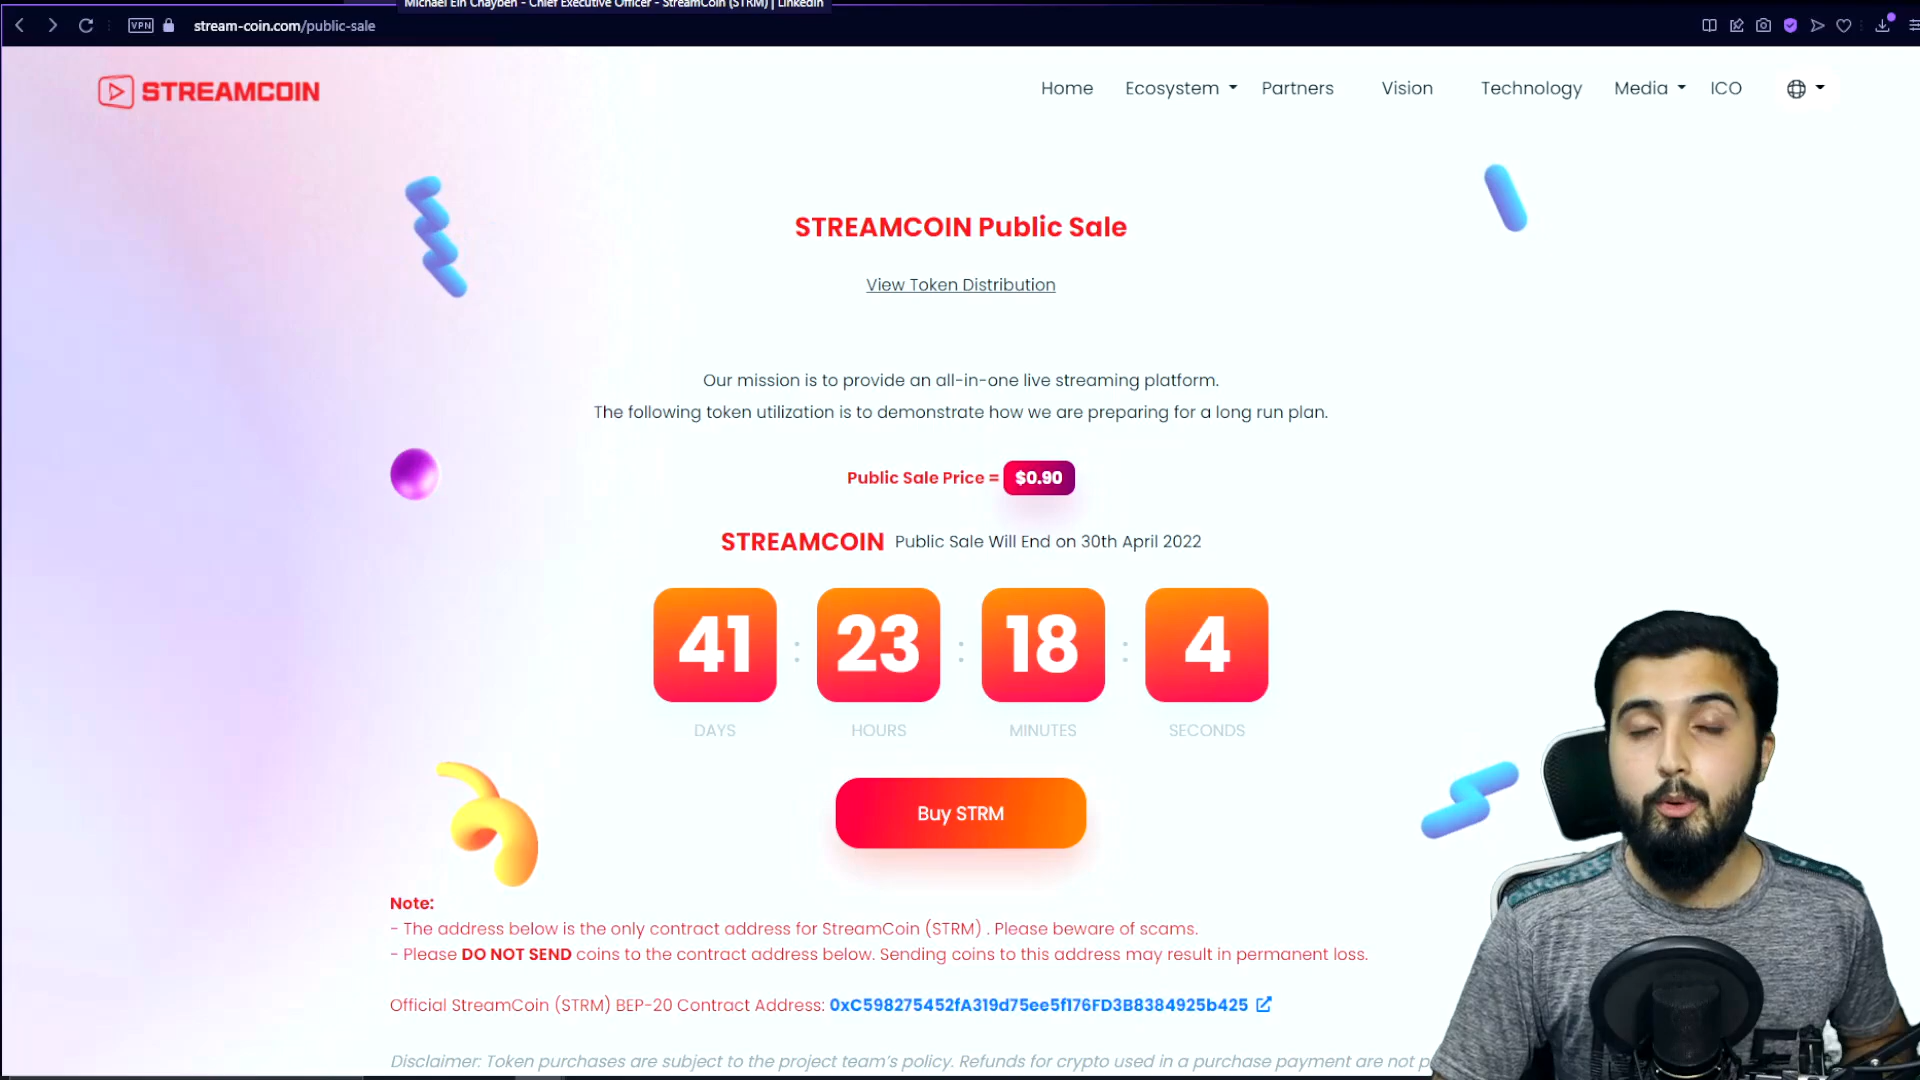 Michael Ein Chayben - Chief Executive Officer - StreamCoin (STRM) | LinkedIn
VPN
stream-coin.com/public-sale
STREAMCOIN
Home
Ecosystem
Partners
Vision
Technology
Media
ICO
STREAMCOIN Public Sale
View Token Distribution
Our mission is to provide an all-in-one live streaming platform.
The following token utilization is to demonstrate how we are preparing for a long run plan.
Public Sale Price = $0.90
STREAMCOIN Public Sale Will End on 30th April 2022
41 : 23 : 18 : 4
DAYS HOURS MINUTES SECONDS
Buy STRM
Note:
- The address below is the only contract address for StreamCoin (STRM) . Please beware of scams.
- Please DO NOT SEND coins to the contract address below. Sending coins to this address may result in permanent loss.
Official StreamCoin (STRM) BEP-20 Contract Address: 0xC598275452fA319d75ee5f176FD3B8384925b425
Disclaimer: Token purchases are subject to the project team's policy. Refunds for crypto used in a purchase payment are not p